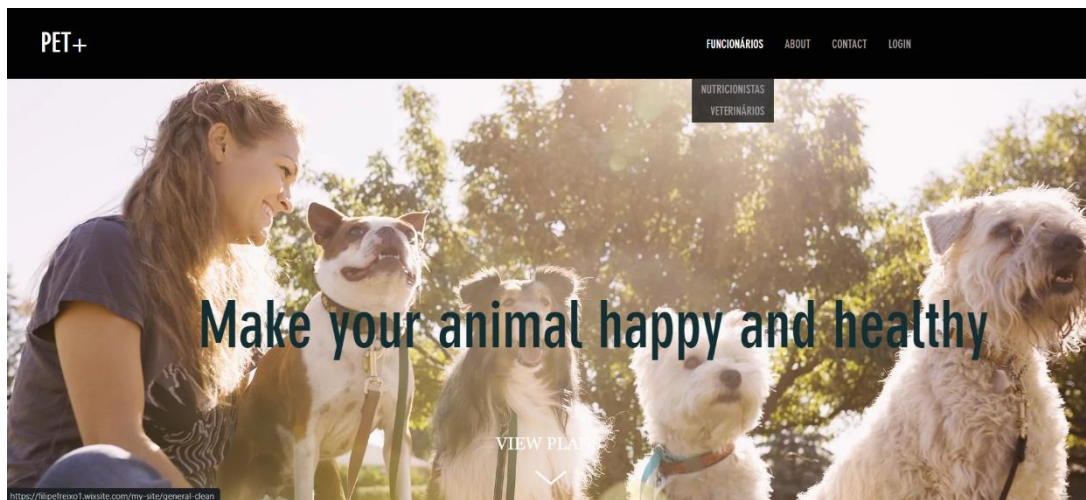 PET+
FUNCIONÁRIOS ABOUT CONTACT LOGIN
NUTRICIONISTAS
VETERINÁRIOS
Make your animal happy and healthy
VIEW PLANS
https://filipefreixo1.wixsite.com/my-site/general-clean